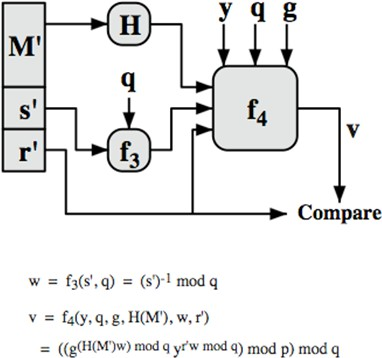 y q g
M' H
q
s' f₃ f₄
r' v
Compare
w = f₃(s', q) = (s')⁻¹ mod q
v = f₄(y, q, g, H(M'), w, r')
= ((g(H(M')w) mod q yr'w mod q) mod p) mod q